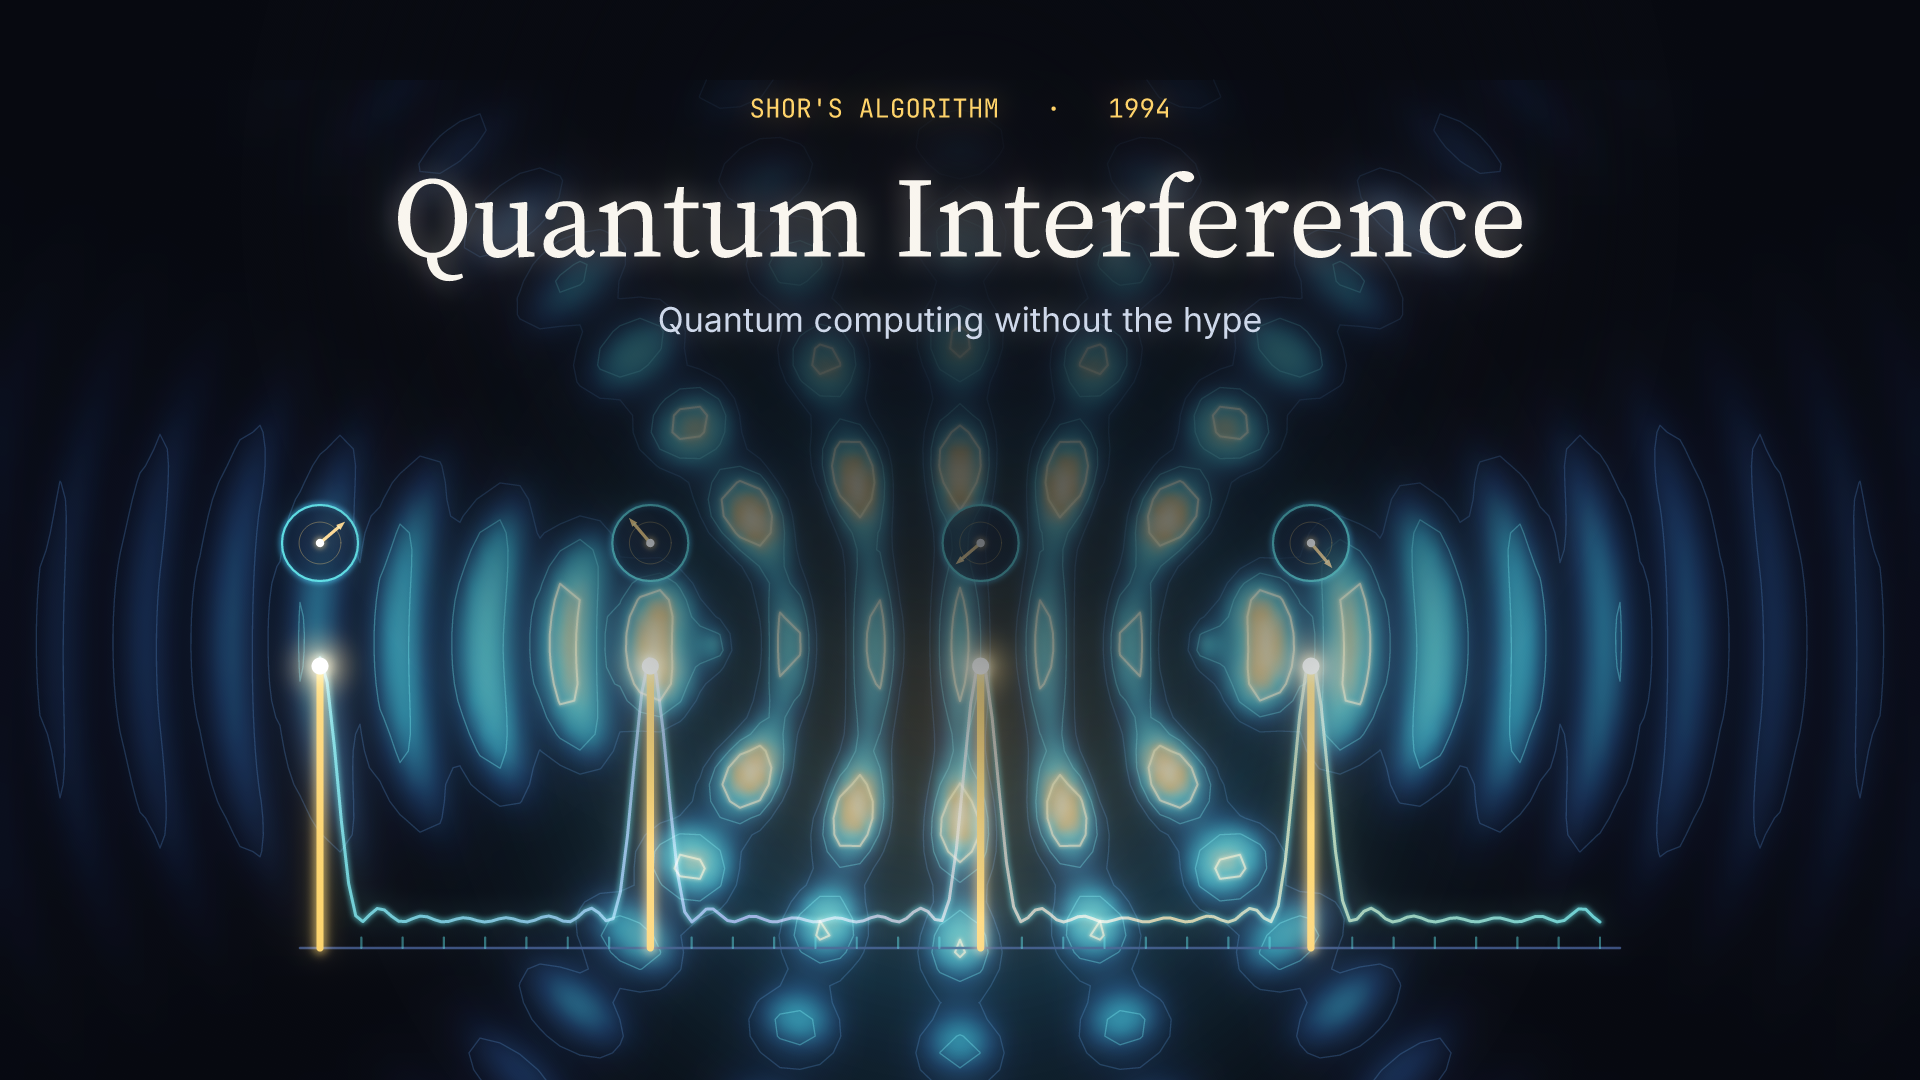 SHOR'S ALGORITHM · 1994
Quantum Interference
Quantum computing without the hype